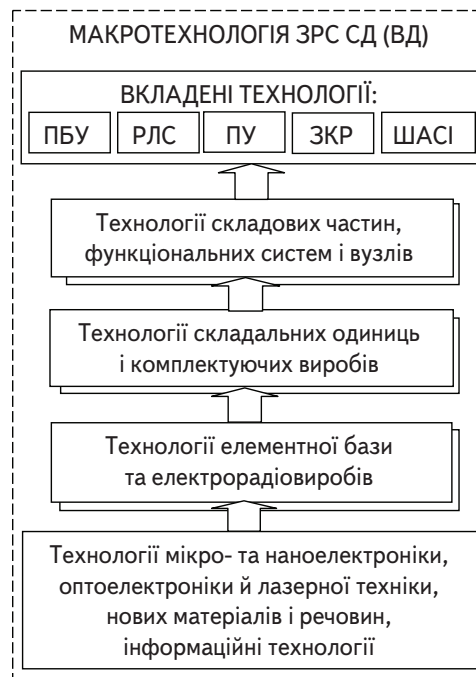 МАКРОТЕХНОЛОГІЯ ЗРС СД (ВД)
ВКЛАДЕНІ ТЕХНОЛОГІЇ:
ПБУ РЛС ПУ ЗКР ШАСІ
Технології складових частин,
функціональних систем і вузлів
Технології складальних одиниць
і комплектуючих виробів
Технології елементної бази
та електрорадіовиробів
Технології мікро- та наноелектроніки,
оптоелектроніки й лазерної техніки,
нових матеріалів і речовин,
інформаційні технології